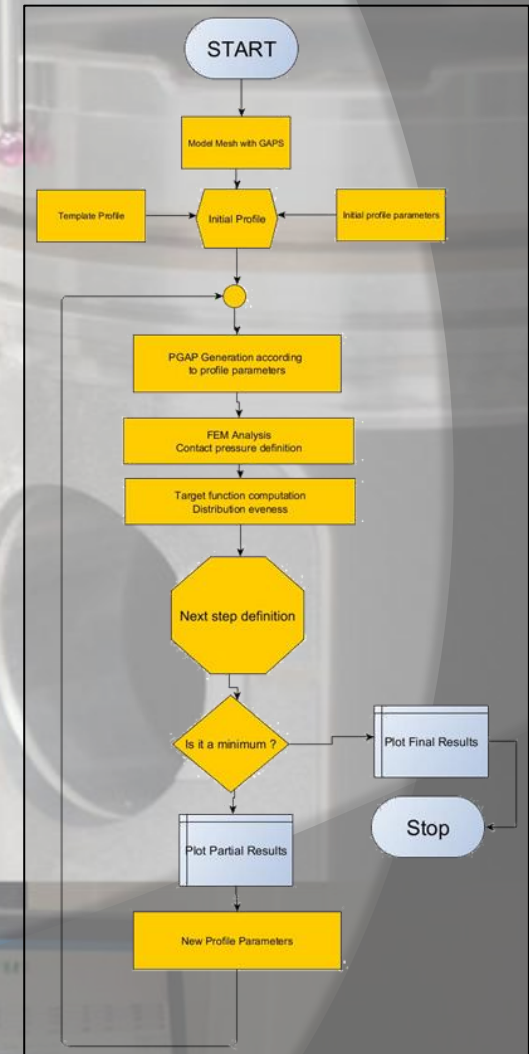 START
Model Mesh with GAPS
Template Profile
Initial Profile
Initial profile parameters
PGAP Generation according
to profile parameters
FEM Analysis
Contact pressure definition
Target function computation
Distribution eveness
Next step definition
Is it a minimum ?
Plot Final Results
Stop
Plot Partial Results
New Profile Parameters